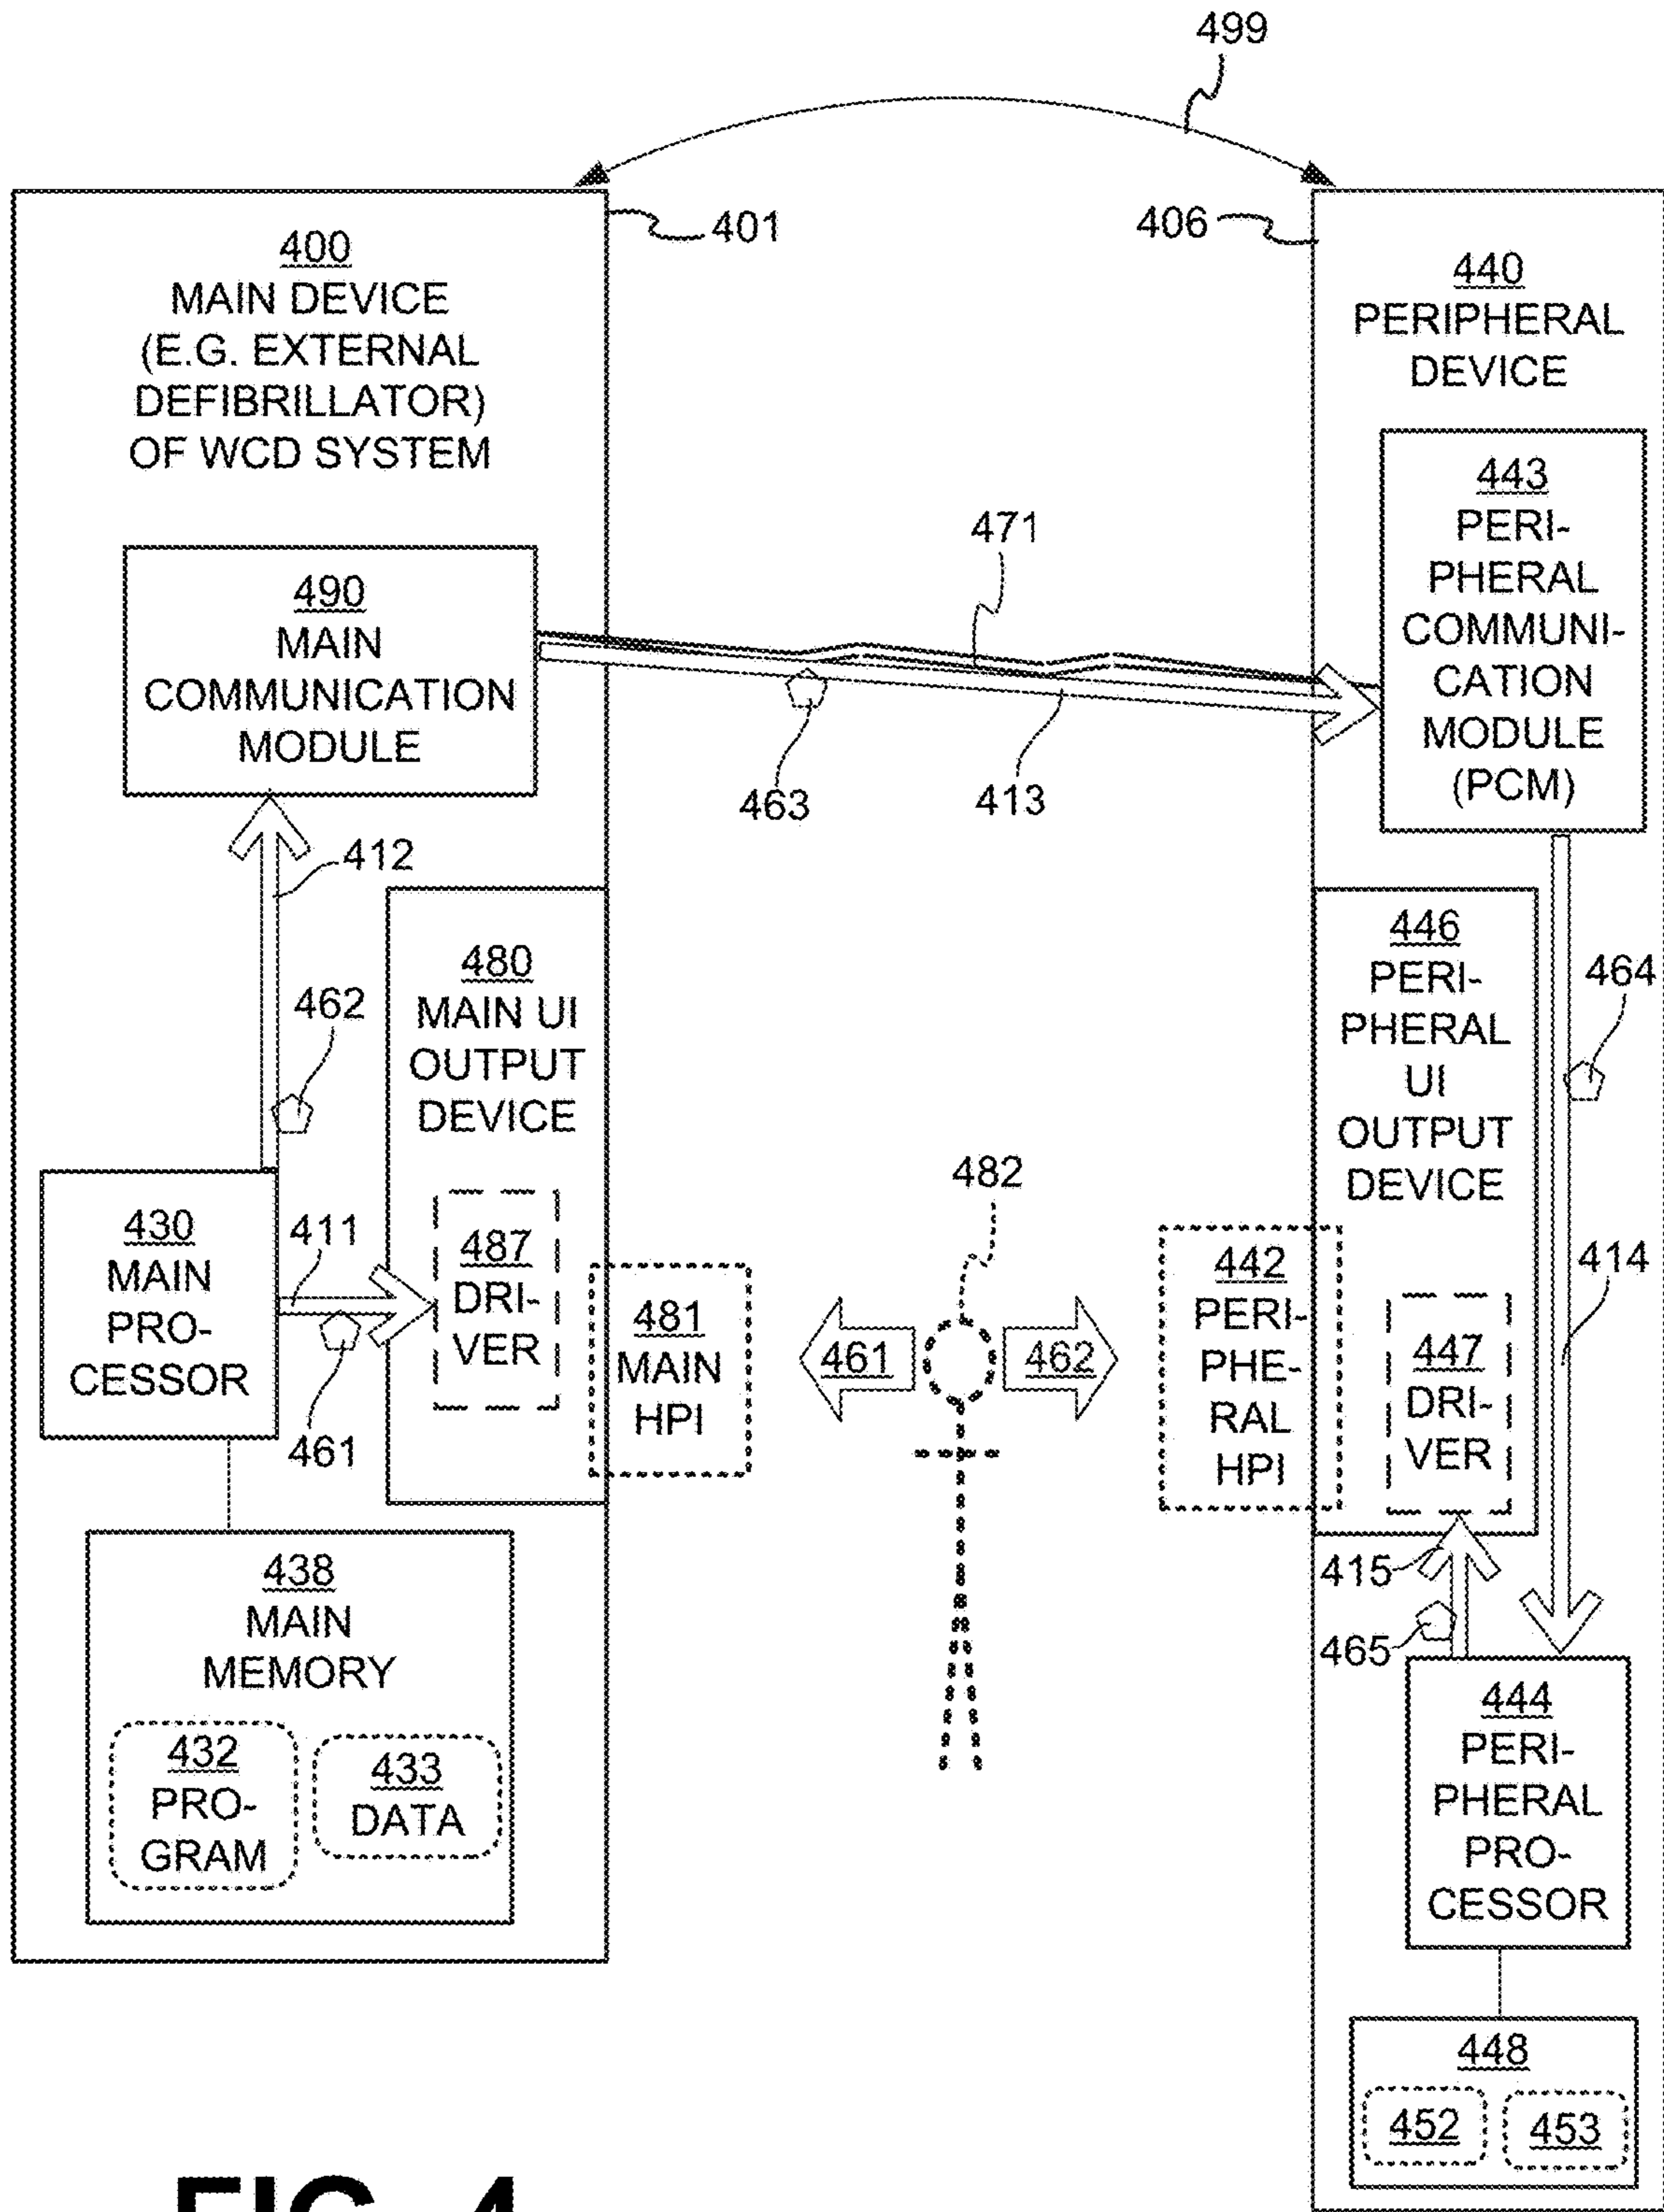 499
401
406
400
MAIN DEVICE
(E.G. EXTERNAL
DEFIBRILLATOR)
OF WCD SYSTEM
440
PERIPHERAL
DEVICE
490
MAIN
COMMUNICATION
MODULE
471
463
413
443
PERI-
PHERAL
COMMUNI-
CATION
MODULE
(PCM)
412
462
480
MAIN UI
OUTPUT
DEVICE
446
PERI-
PHERAL
UI
OUTPUT
DEVICE
464
430
MAIN
PRO-
CESSOR
411
461
487
DRI-
VER
481
MAIN
HPI
482
461
462
442
PERI-
PHE-
RAL
HPI
447
DRI-
VER
414
415
465
438
MAIN
MEMORY
432
PRO-
GRAM
433
DATA
444
PERI-
PHERAL
PRO-
CESSOR
448
452
453
FIG. 4